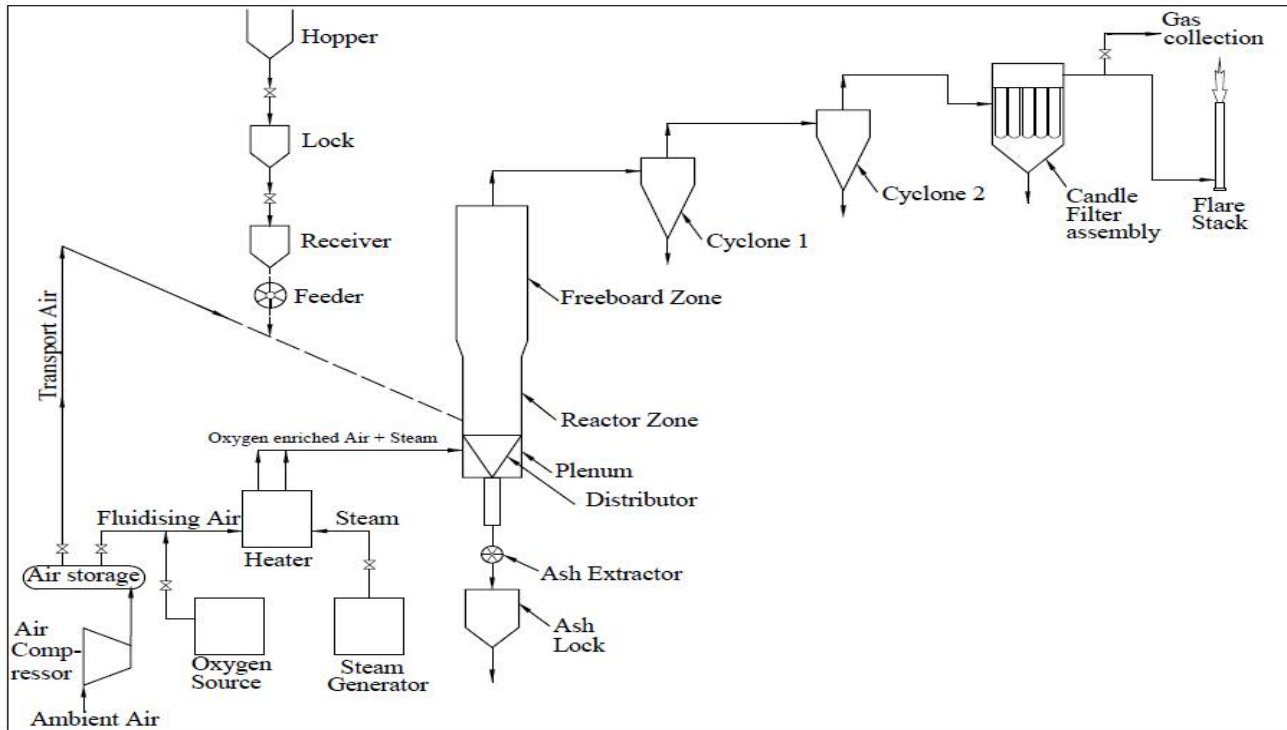 Hopper
Gas
collection
Lock
Receiver
Feeder
Transport Air
Cyclone 1
Cyclone 2
Candle
Filter
assembly
Flare
Stack
Freeboard Zone
Reactor Zone
Oxygen enriched Air + Steam
Plenum
Distributor
Fluidising Air
Steam
Heater
Air storage
Ash Extractor
Air
Comp-
ressor
Oxygen
Source
Steam
Generator
Ash
Lock
Ambient Air